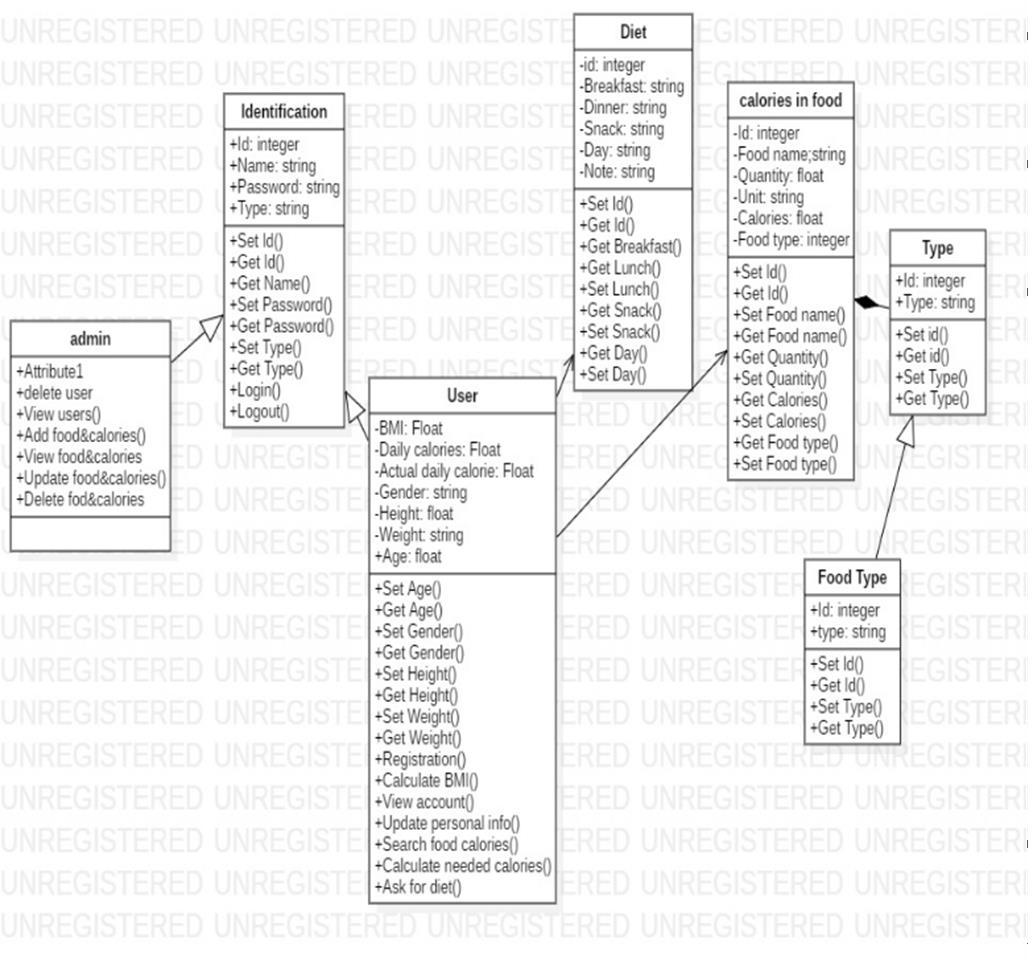 Diet
-id: integer
-Breakfast: string
-Dinner: string
-Snack: string
-Day: string
-Note: string
+Set Id()
+Get Id()
+Get Breakfast()
+Get Lunch()
+Set Lunch()
+Get Snack()
+Set Snack()
+Get Day()
+Set Day()
calories in food
-Id: integer
-Food name;string
-Quantity: float
-Unit: string
-Calories: float
-Food type: integer
+Set Id()
+Get Id()
+Set Food name()
+Get Food name()
+Get Quantity()
+Set Quantity()
+Get Calories()
+Set Calories()
+Get Food type()
+Set Food type()
Identification
+Id: integer
+Name: string
+Password: string
+Type: string
+Set Id()
+Get Id()
+Get Name()
+Set Password()
+Get Password()
+Set Type()
+Get Type()
+Login()
+Logout()
Type
+Id: integer
+Type: string
+Set id()
+Get id()
+Set Type()
+Get Type()
admin
+Attribute1
+delete user
+View users()
+Add food&calories()
+View food&calories
+Update food&calories()
+Delete fod&calories
User
-BMI: Float
-Daily calories: Float
-Actual daily calorie: Float
-Gender: string
-Height: float
-Weight: string
+Age: float
+Set Age()
+Get Age()
+Set Gender()
+Get Gender()
+Set Height()
+Get Height()
+Set Weight()
+Get Weight()
+Registration()
+Calculate BMI()
+View account()
+Update personal info()
+Search food calories()
+Calculate needed calories()
+Ask for diet()
Food Type
+Id: integer
+type: string
+Set Id()
+Get Id()
+Set Type()
+Get Type()
UNREGISTERED